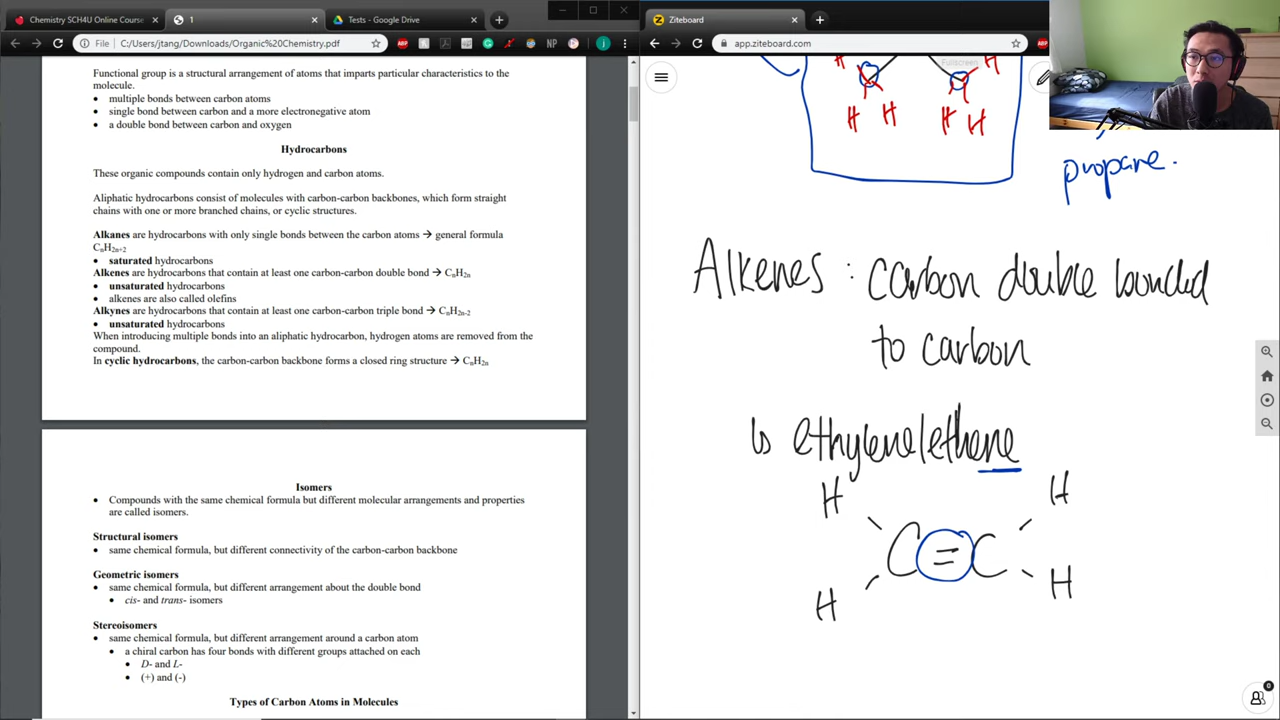 Chemistry SCH4U Online Course
1
Tests - Google Drive
File
C:/Users/jtang/Downloads/Organic%20Chemistry.pdf
ABP
NP
j
Functional group is a structural arrangement of atoms that imparts particular characteristics to the
molecule.
• multiple bonds between carbon atoms
• single bond between carbon and a more electronegative atom
• a double bond between carbon and oxygen
Hydrocarbons
These organic compounds contain only hydrogen and carbon atoms.
Aliphatic hydrocarbons consist of molecules with carbon-carbon backbones, which form straight
chains with one or more branched chains, or cyclic structures.
Alkanes are hydrocarbons with only single bonds between the carbon atoms → general formula
CnH2n+2
• saturated hydrocarbons
Alkenes are hydrocarbons that contain at least one carbon-carbon double bond → CnH2n
• unsaturated hydrocarbons
• alkenes are also called olefins
Alkynes are hydrocarbons that contain at least one carbon-carbon triple bond → CnH2n-2
• unsaturated hydrocarbons
When introducing multiple bonds into an aliphatic hydrocarbon, hydrogen atoms are removed from the
compound.
In cyclic hydrocarbons, the carbon-carbon backbone forms a closed ring structure → CnH2n
Isomers
• Compounds with the same chemical formula but different molecular arrangements and properties
are called isomers.
Structural isomers
• same chemical formula, but different connectivity of the carbon-carbon backbone
Geometric isomers
• same chemical formula, but different arrangement about the double bond
• cis- and trans- isomers
Stereoisomers
• same chemical formula, but different arrangement around a carbon atom
• a chiral carbon has four bonds with different groups attached on each
• D- and L-
• (+) and (-)
Types of Carbon Atoms in Molecules
Ziteboard
app.ziteboard.com
Fullscreen
H H
H H H H
propane.
Alkenes : carbon double bonded
to carbon
ethylene/ethene
H H
C = C
H H
0